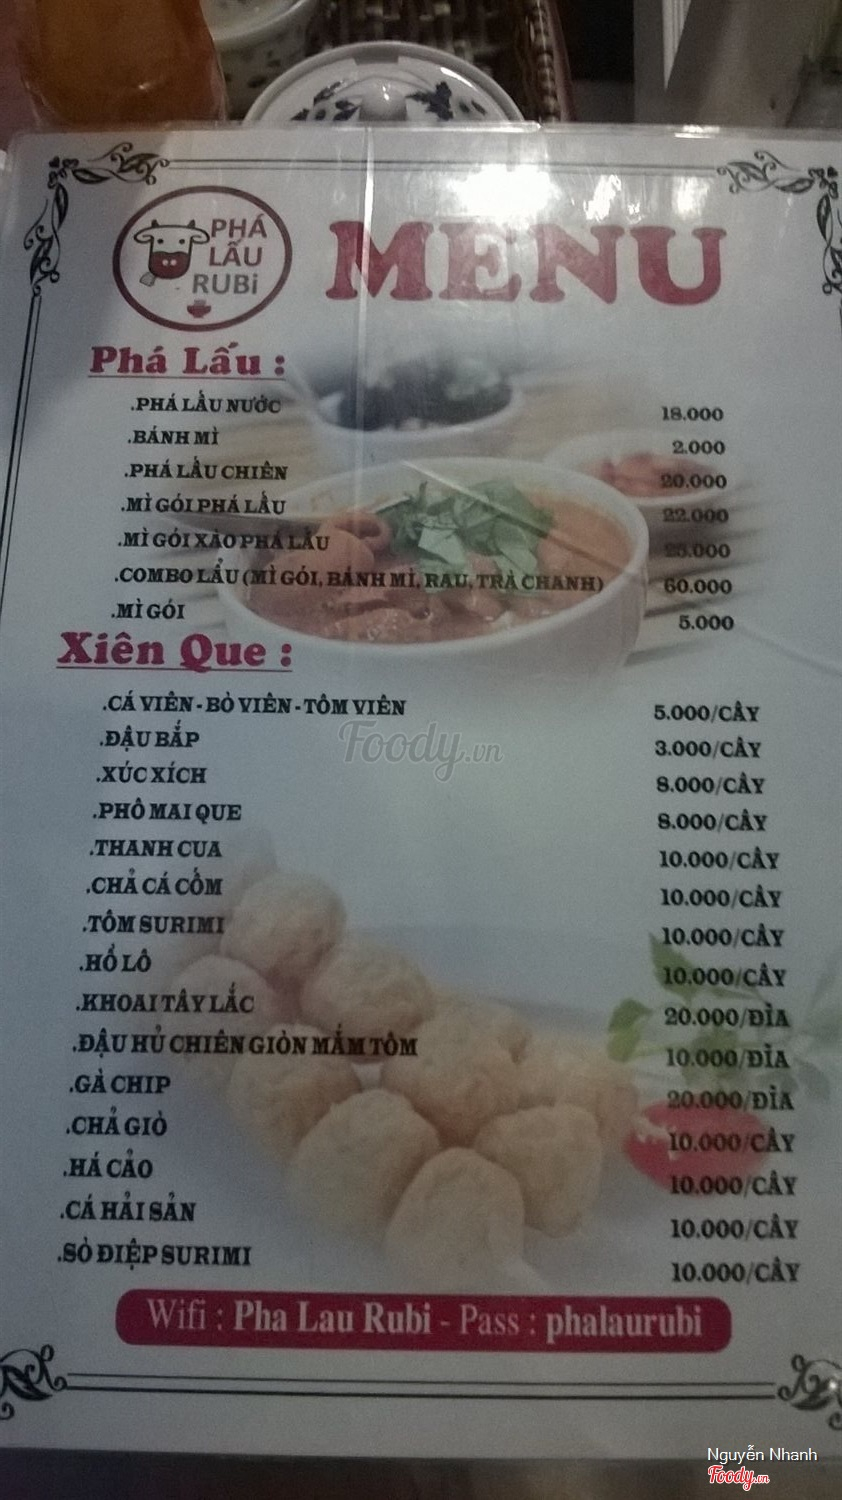 PHÁ
LẤU
RUBi
MENU
Phá Lấu :
.PHÁ LẤU NƯỚC 18.000
.BÁNH MÌ 2.000
.PHÁ LẤU CHIÊN 20.000
.MÌ GÓI PHÁ LẤU 22.000
.MÌ GÓI XÀO PHÁ LẤU 25.000
.COMBO LẨU (MÌ GÓI, BÁNH MÌ, RAU, TRÀ CHANH) 60.000
.MÌ GÓI 5.000
Xiên Que :
.CÁ VIÊN - BÒ VIÊN - TÔM VIÊN 5.000/CÂY
.ĐẬU BẮP 3.000/CÂY
.XÚC XÍCH 8.000/CÂY
.PHÔ MAI QUE 8.000/CÂY
.THANH CUA 10.000/CÂY
.CHẢ CÁ CỐM 10.000/CÂY
.TÔM SURIMI 10.000/CÂY
.HỒ LÔ 10.000/CÂY
.KHOAI TÂY LẮC 20.000/ĐĨA
.ĐẬU HỦ CHIÊN GIÒN MẮM TÔM 10.000/ĐĨA
.GÀ CHIP 20.000/ĐĨA
.CHẢ GIÒ 10.000/CÂY
.HÁ CẢO 10.000/CÂY
.CÁ HẢI SẢN 10.000/CÂY
.SÒ ĐIỆP SURIMI 10.000/CÂY
Wifi : Pha Lau Rubi - Pass : phalaurubi
Foody.vn
Nguyễn Nhanh
Foody.vn